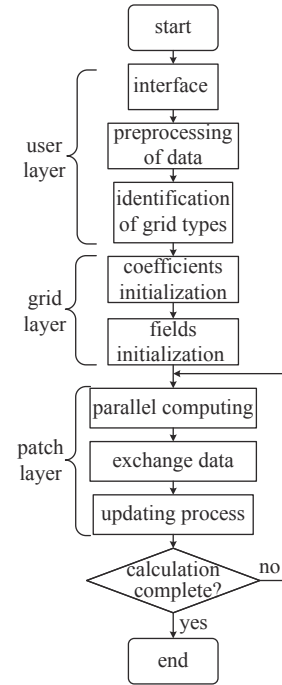 start
interface
user
layer
preprocessing
of data
identification
of grid types
coefficients
initialization
grid
layer
fields
initialization
parallel computing
patch
layer
exchange data
updating process
calculation
complete?
no
yes
end